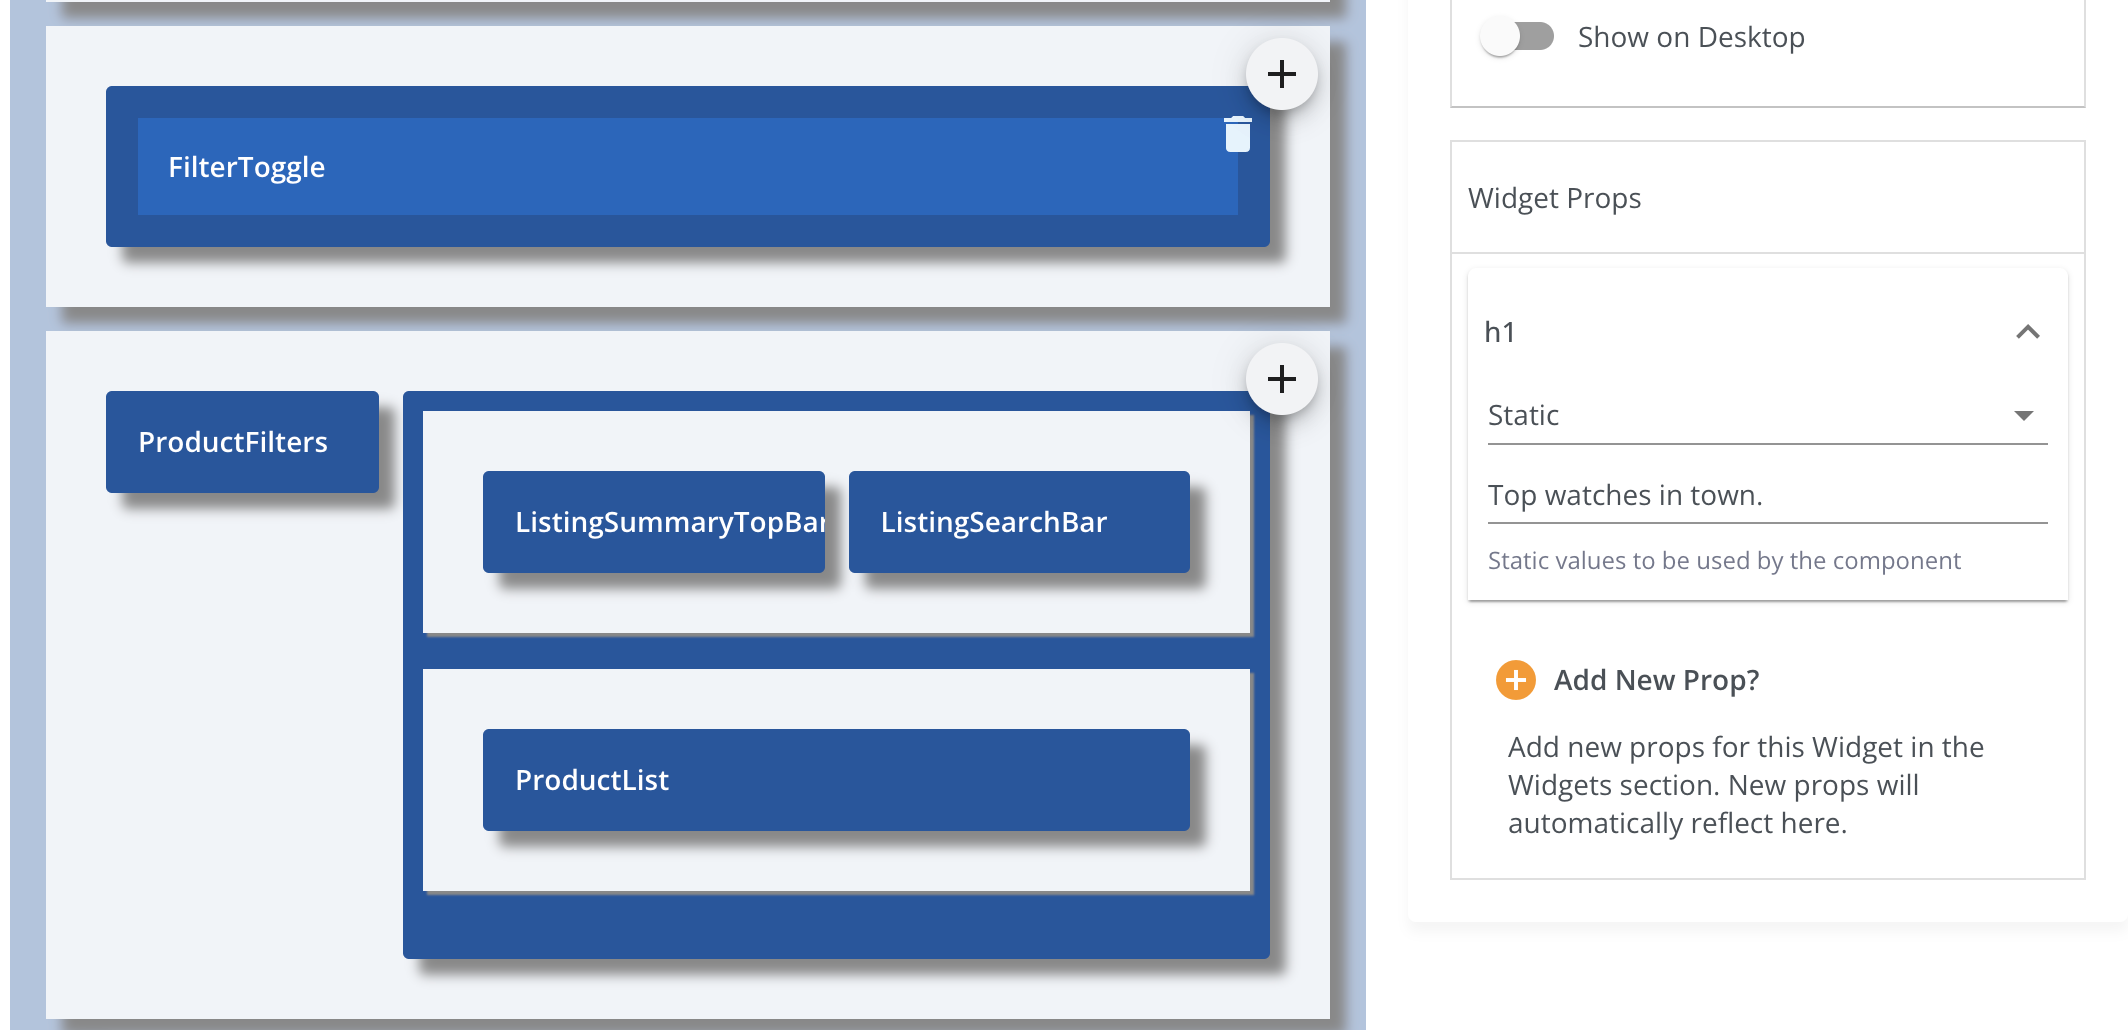 FilterToggle
ProductFilters
ListingSummaryTopBar
ListingSearchBar
ProductList
Show on Desktop
Widget Props
h1
Static
Top watches in town.
Static values to be used by the component
Add New Prop?
Add new props for this Widget in the
Widgets section. New props will
automatically reflect here.